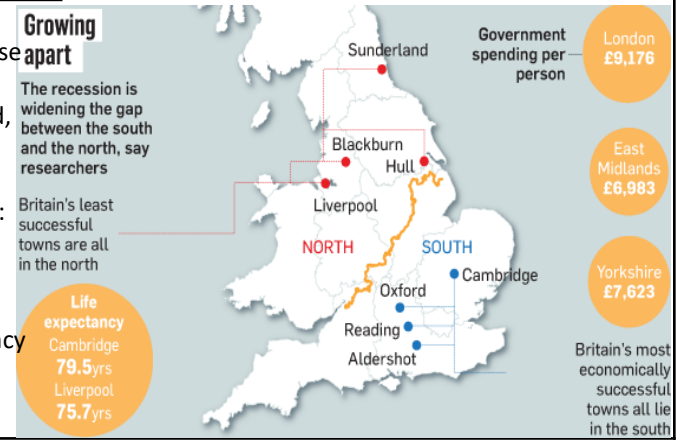 Growing
apart
The recession is
widening the gap
between the south
and the north, say
researchers
Britain's least
successful
towns are all
in the north
Life
expectancy
Cambridge
79.5yrs
Liverpool
75.7yrs
Sunderland
Blackburn
Hull
Liverpool
NORTH
SOUTH
Cambridge
Oxford
Reading
Aldershot
Government
spending per
person
London
£9,176
East
Midlands
£6,983
Yorkshire
£7,623
Britain's most
economically
successful
towns all lie
in the south